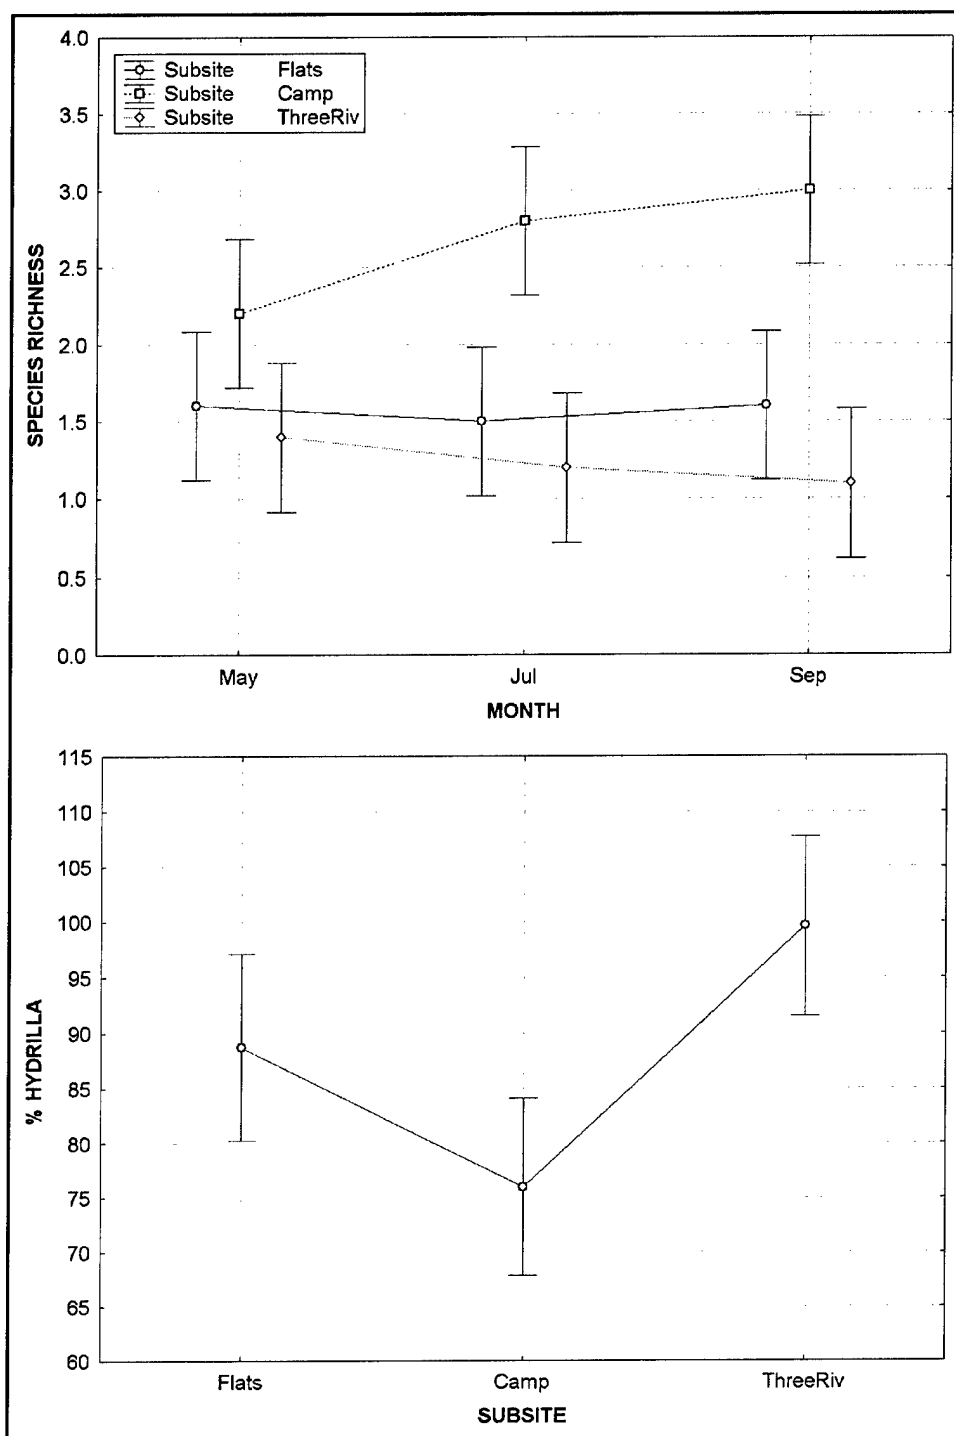 4.0
3.5
3.0
2.5
2.0
1.5
1.0
0.5
0.0
SPECIES RICHNESS
Subsite Flats
Subsite Camp
Subsite ThreeRiv
May Jul Sep
MONTH
115
110
105
100
95
90
85
80
75
70
65
60
% HYDRILLA
Flats Camp ThreeRiv
SUBSITE